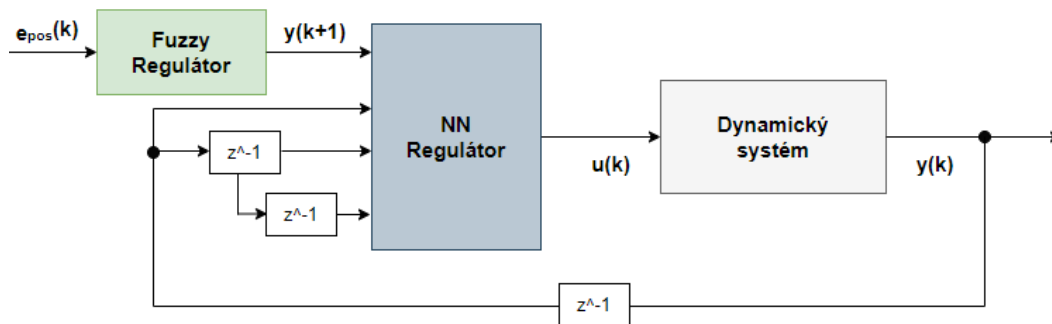 e_pos(k)
Fuzzy
Regulátor
y(k+1)
NN
Regulátor
Dynamický
systém
u(k)
y(k)
z^-1
z^-1
z^-1